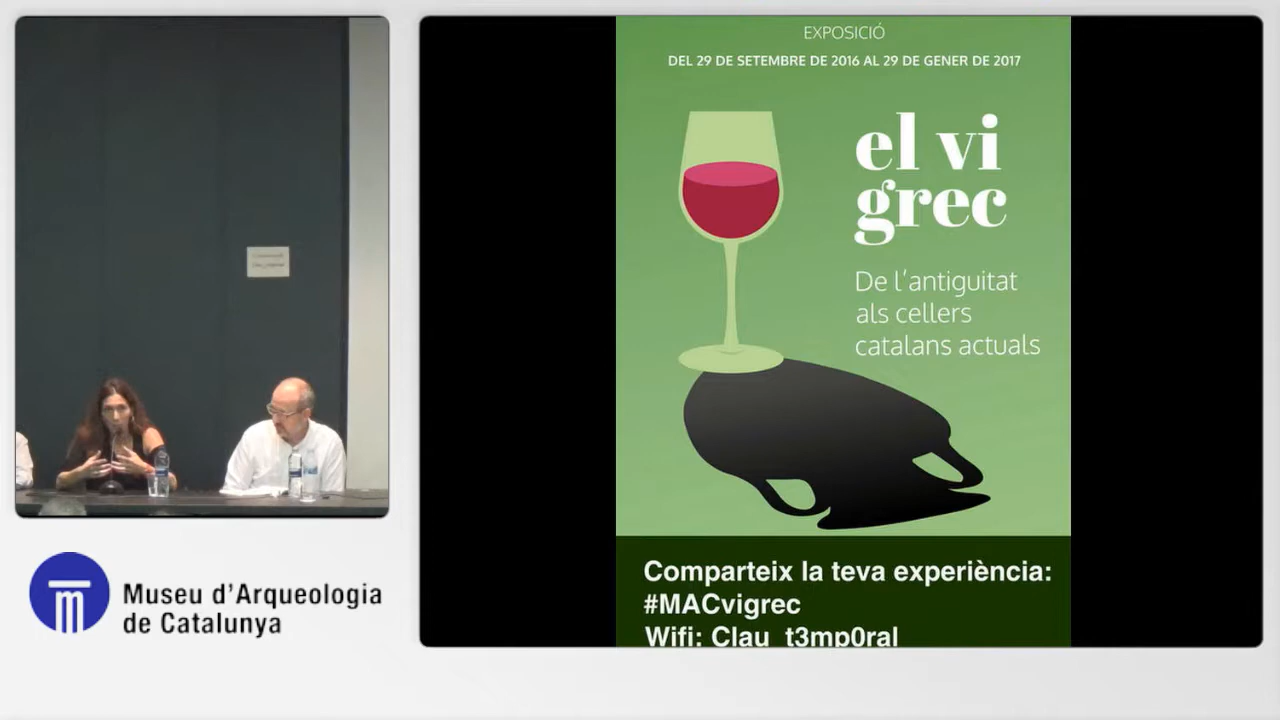 EXPOSICIÓ
DEL 29 DE SETEMBRE DE 2016 AL 29 DE GENER DE 2017
el vi
grec
De l'antiguitat
als cellers
catalans actuals
Comparteix la teva experiència:
#MACvigrec
Wifi: Clau_t3mp0ral
Museu d'Arqueologia
de Catalunya